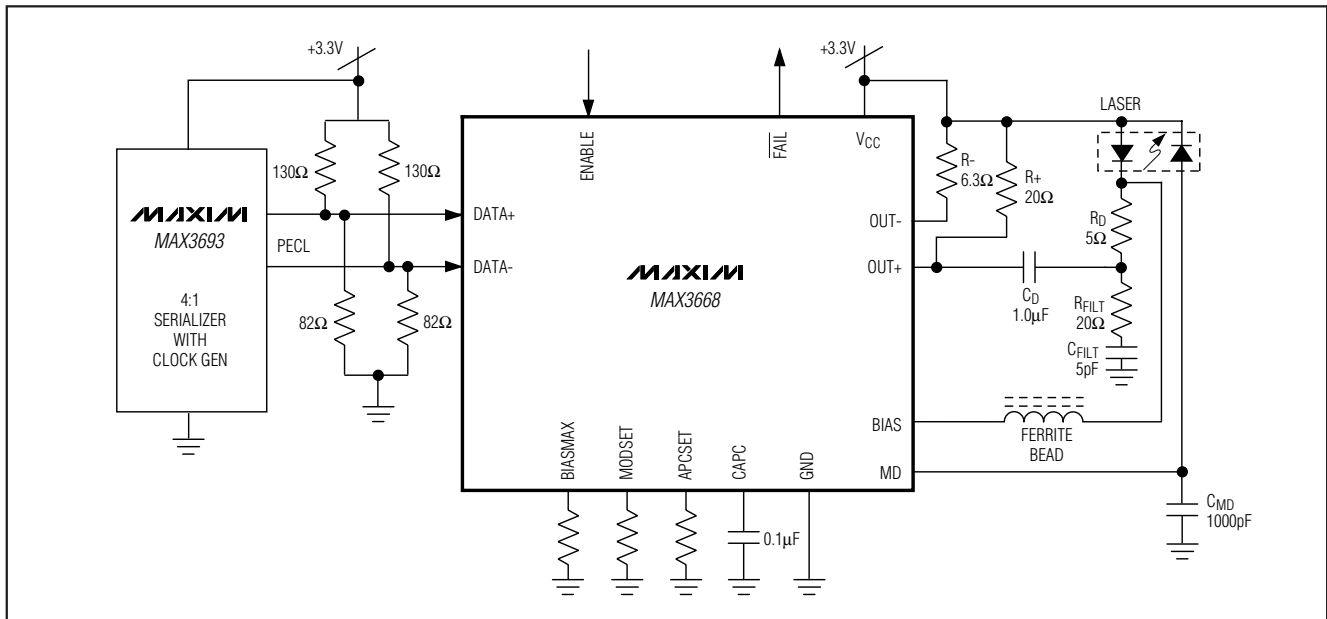 +3.3V
+3.3V
LASER
ENABLE
FAIL
VCC
130Ω
130Ω
R-
6.3Ω
R+
20Ω
MAXIM
MAX3693
4:1
SERIALIZER
WITH
CLOCK GEN
PECL
DATA+
DATA-
82Ω
82Ω
MAXIM
MAX3668
OUT-
OUT+
RD
5Ω
CD
1.0μF
RFILT
20Ω
CFILT
5pF
BIAS
FERRITE
BEAD
MD
CMD
1000pF
BIASMAX
MODSET
APCSET
CAPC
GND
0.1μF